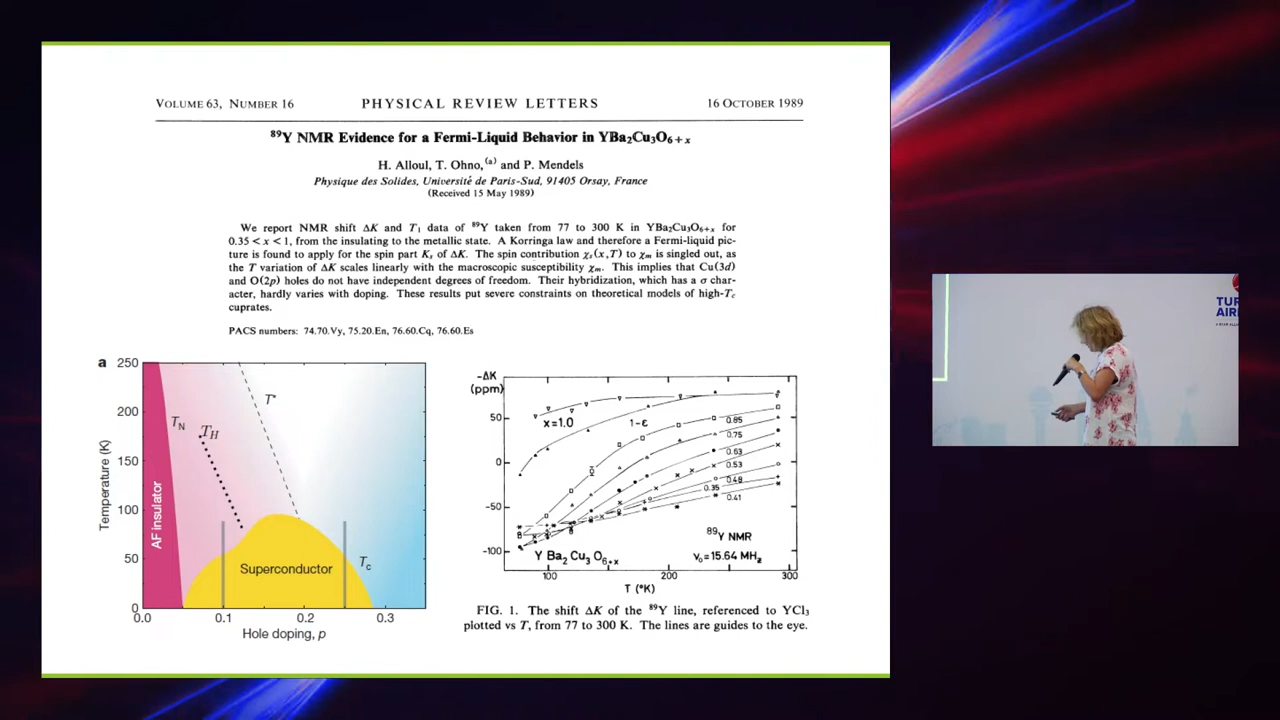 VOLUME 63, NUMBER 16 PHYSICAL REVIEW LETTERS 16 OCTOBER 1989
⁸⁹Y NMR Evidence for a Fermi-Liquid Behavior in YBa₂Cu₃O₆₊ₓ
H. Alloul, T. Ohno,⁽ᵃ⁾ and P. Mendels
Physique des Solides, Université de Paris-Sud, 91405 Orsay, France
(Received 15 May 1989)
We report NMR shift ΔK and T₁ data of ⁸⁹Y taken from 77 to 300 K in YBa₂Cu₃O₆₊ₓ for
0.35 < x < 1, from the insulating to the metallic state. A Korringa law and therefore a Fermi-liquid pic-
ture is found to apply for the spin part Kₛ of ΔK. The spin contribution χₛ(x,T) to χₘ is singled out, as
the T variation of ΔK scales linearly with the macroscopic susceptibility χₘ. This implies that Cu(3d)
and O(2p) holes do not have independent degrees of freedom. Their hybridization, which has a σ char-
acter, hardly varies with doping. These results put severe constraints on theoretical models of high-T_c
cuprates.
PACS numbers: 74.70.Vy, 75.20.En, 76.60.Cq, 76.60.Es
a
250
200
150
100
50
0
Temperature (K)
T_N
T_H
T*
AF insulator
Superconductor
T_c
0.0 0.1 0.2 0.3
Hole doping, p
-ΔK
(ppm)
50
0
-50
-100
x=1.0
1-ε
0.85
0.75
0.63
0.53
0.48
0.35
0.41
⁸⁹Y NMR
Y Ba₂ Cu₃ O₆₊ₓ
ν₀=15.64 MHz
100 200 300
T (°K)
FIG. 1. The shift ΔK of the ⁸⁹Y line, referenced to YCl₃
plotted vs T, from 77 to 300 K. The lines are guides to the eye.
TUR
AIR